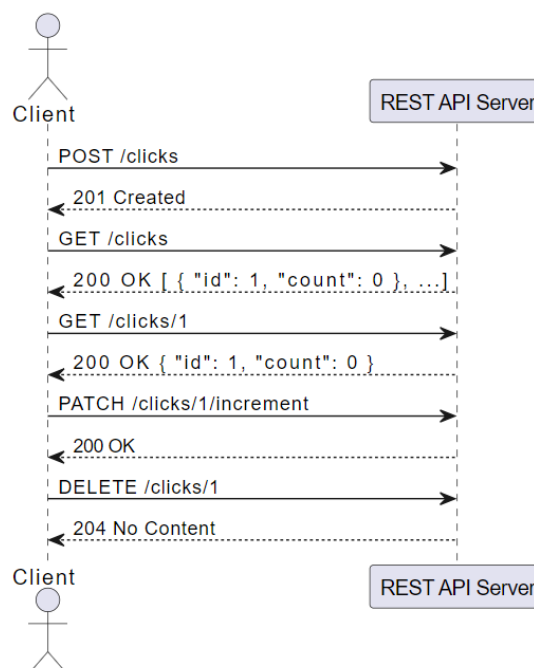 Client
REST API Server
POST /clicks
201 Created
GET /clicks
200 OK [ { "id": 1, "count": 0 }, ...]
GET /clicks/1
200 OK { "id": 1, "count": 0 }
PATCH /clicks/1/increment
200 OK
DELETE /clicks/1
204 No Content
Client
REST API Server